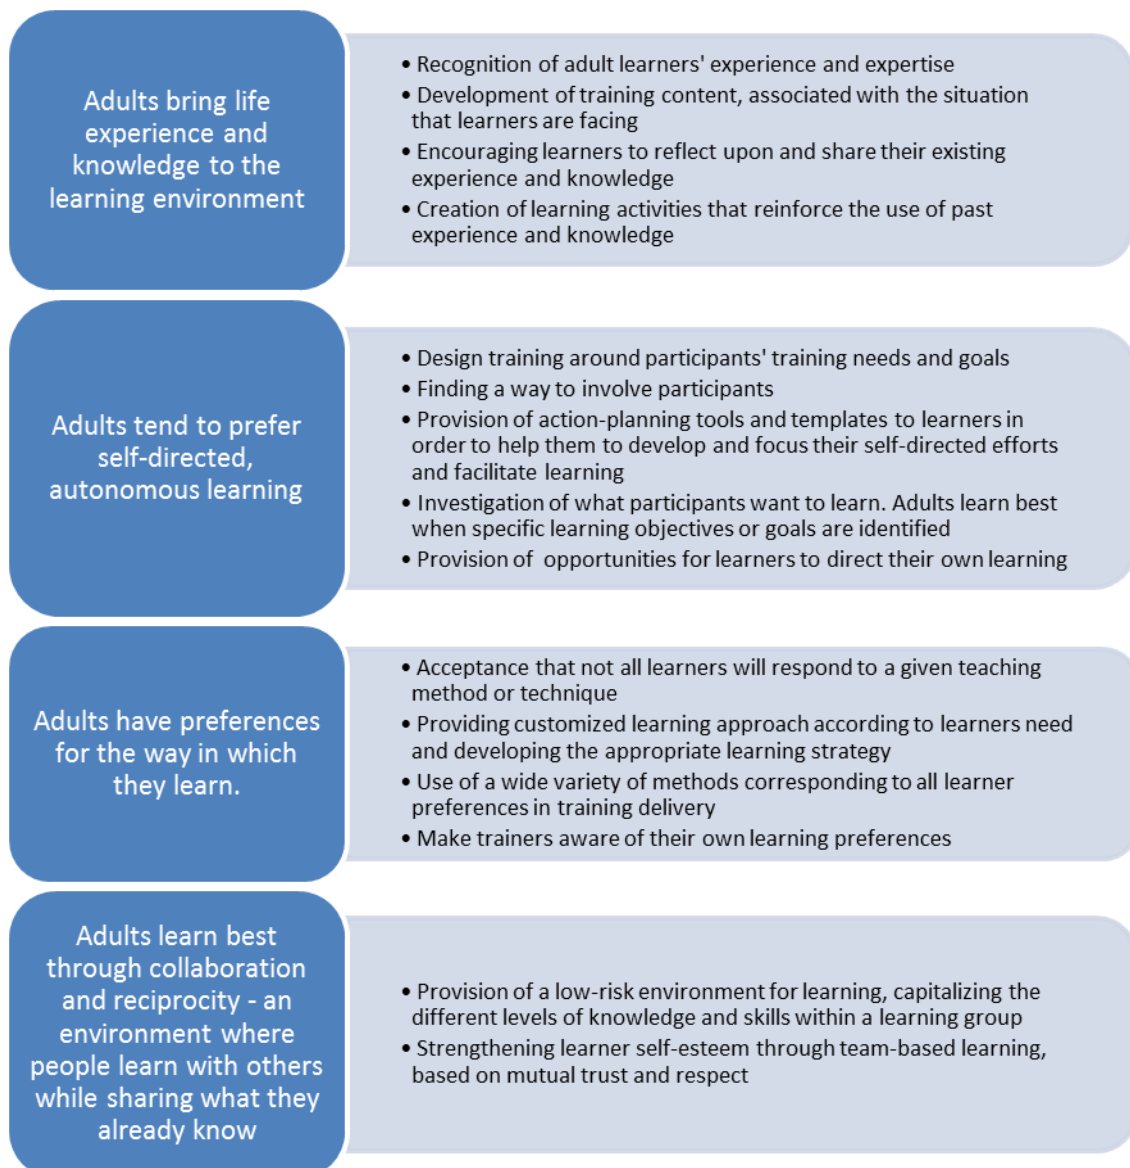 Adults bring life
experience and
knowledge to the
learning environment
• Recognition of adult learners' experience and expertise
• Development of training content, associated with the situation
that learners are facing
• Encouraging learners to reflect upon and share their existing
experience and knowledge
• Creation of learning activities that reinforce the use of past
experience and knowledge
Adults tend to prefer
self-directed,
autonomous learning
• Design training around participants' training needs and goals
• Finding a way to involve participants
• Provision of action-planning tools and templates to learners in
order to help them to develop and focus their self-directed efforts
and facilitate learning
• Investigation of what participants want to learn. Adults learn best
when specific learning objectives or goals are identified
• Provision of  opportunities for learners to direct their own learning
Adults have preferences
for the way in which
they learn.
• Acceptance that not all learners will respond to a given teaching
method or technique
• Providing customized learning approach according to learners need
and developing the appropriate learning strategy
• Use of a wide variety of methods corresponding to all learner
preferences in training delivery
• Make trainers aware of their own learning preferences
Adults learn best
through collaboration
and reciprocity - an
environment where
people learn with others
while sharing what they
already know
• Provision of a low-risk environment for learning, capitalizing the
different levels of knowledge and skills within a learning group
• Strengthening learner self-esteem through team-based learning,
based on mutual trust and respect